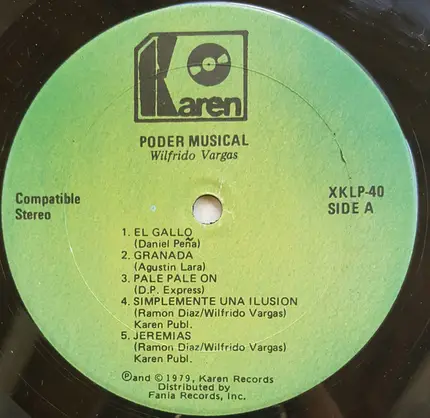 Karen
PODER MUSICAL
Wilfrido Vargas
Compatible
Stereo
XKLP-40
SIDE A
1. EL GALLO
(Daniel Peña)
2. GRANADA
(Agustin Lara)
3. PALE PALE ON
(D.P. Express)
4. SIMPLEMENTE UNA ILUSION
(Ramon Diaz/Wilfrido Vargas)
Karen Publ.
5. JEREMIAS
(Ramon Diaz/Wilfrido Vargas)
Karen Publ.
Ⓟand © 1979, Karen Records
Distributed by
Fania Records, Inc.